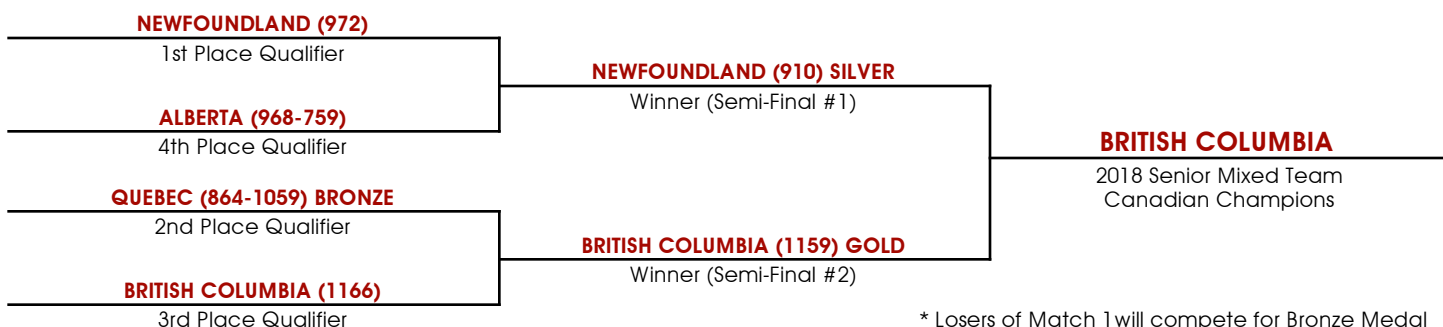 NEWFOUNDLAND (972)
1st Place Qualifier
NEWFOUNDLAND (910) SILVER
Winner (Semi-Final #1)
ALBERTA (968-759)
4th Place Qualifier
BRITISH COLUMBIA
2018 Senior Mixed Team
Canadian Champions
QUEBEC (864-1059) BRONZE
2nd Place Qualifier
BRITISH COLUMBIA (1159) GOLD
Winner (Semi-Final #2)
BRITISH COLUMBIA (1166)
3rd Place Qualifier
* Losers of Match 1will compete for Bronze Medal